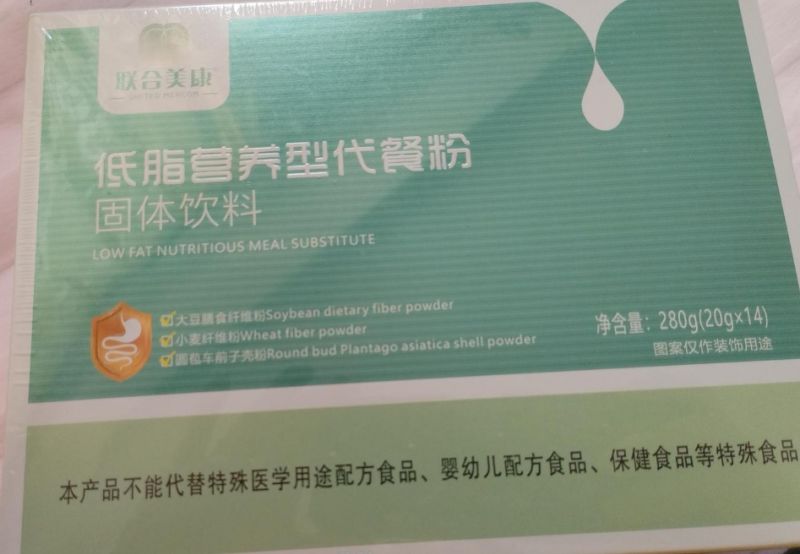 联合美康
UNITED MERCOM
低脂营养型代餐粉
固体饮料
LOW FAT NUTRITIOUS MEAL SUBSTITUTE
大豆膳食纤维粉Soybean dietary fiber powder
小麦纤维粉Wheat fiber powder
圆苞车前子壳粉Round bud Plantago asiatica shell powder
净含量：280g(20g×14)
图案仅作装饰用途
本产品不能代替特殊医学用途配方食品、婴幼儿配方食品、保健食品等特殊食品